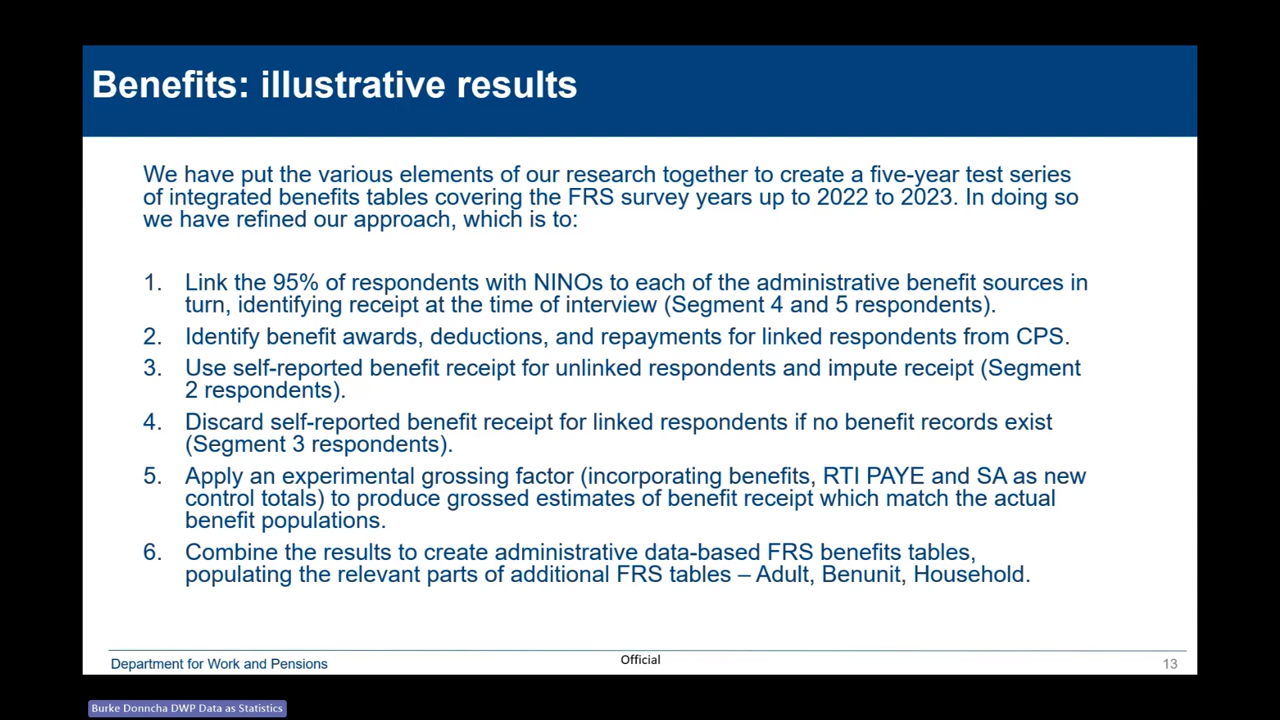 Benefits: illustrative results
We have put the various elements of our research together to create a five-year test series
of integrated benefits tables covering the FRS survey years up to 2022 to 2023. In doing so
we have refined our approach, which is to:
1. Link the 95% of respondents with NINOs to each of the administrative benefit sources in
turn, identifying receipt at the time of interview (Segment 4 and 5 respondents).
2. Identify benefit awards, deductions, and repayments for linked respondents from CPS.
3. Use self-reported benefit receipt for unlinked respondents and impute receipt (Segment
2 respondents).
4. Discard self-reported benefit receipt for linked respondents if no benefit records exist
(Segment 3 respondents).
5. Apply an experimental grossing factor (incorporating benefits, RTI PAYE and SA as new
control totals) to produce grossed estimates of benefit receipt which match the actual
benefit populations.
6. Combine the results to create administrative data-based FRS benefits tables,
populating the relevant parts of additional FRS tables – Adult, Benunit, Household.
Department for Work and Pensions
Official
13
Burke Donncha DWP Data as Statistics